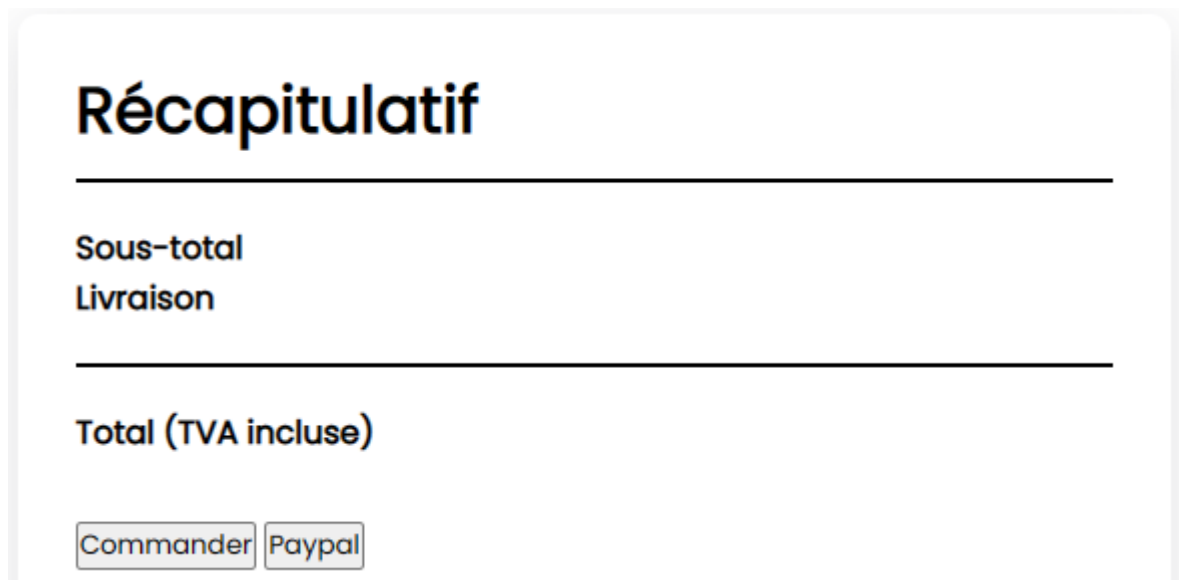 Récapitulatif
Sous-total
Livraison
Total (TVA incluse)
Commander Paypal